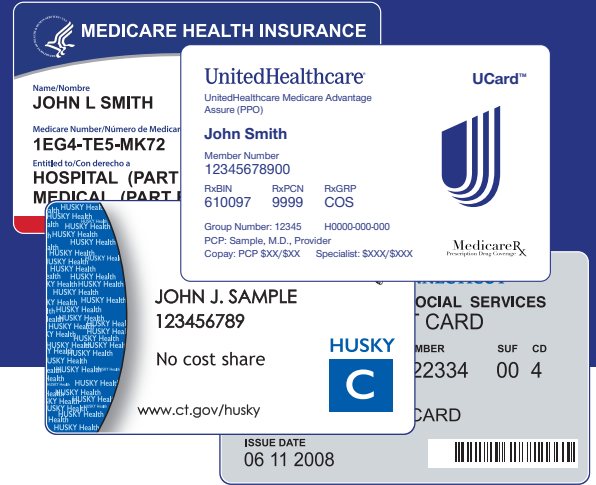 MEDICARE HEALTH INSURANCE
Name/Nombre
JOHN L SMITH
Medicare Number/Número de Medicar
1EG4-TE5-MK72
Entitled to/Con derecho a
HOSPITAL (PART
MEDICAL (PART
UnitedHealthcare
UCard™
UnitedHealthcare Medicare Advantage
Assure (PPO)
John Smith
Member Number
12345678900
RxBIN RxPCN RxGRP
610097 9999 COS
Group Number: 12345 H0000-000-000
PCP: Sample, M.D., Provider
Copay: PCP $XX/$XX Specialist: $XXX/$XXX
MedicareRx
Prescription Drug Coverage
HUSKY Health
JOHN J. SAMPLE
123456789
No cost share
HUSKY
C
www.ct.gov/husky
OCIAL SERVICES
CARD
MBER SUF CD
22334 00 4
CARD
ISSUE DATE
06 11 2008